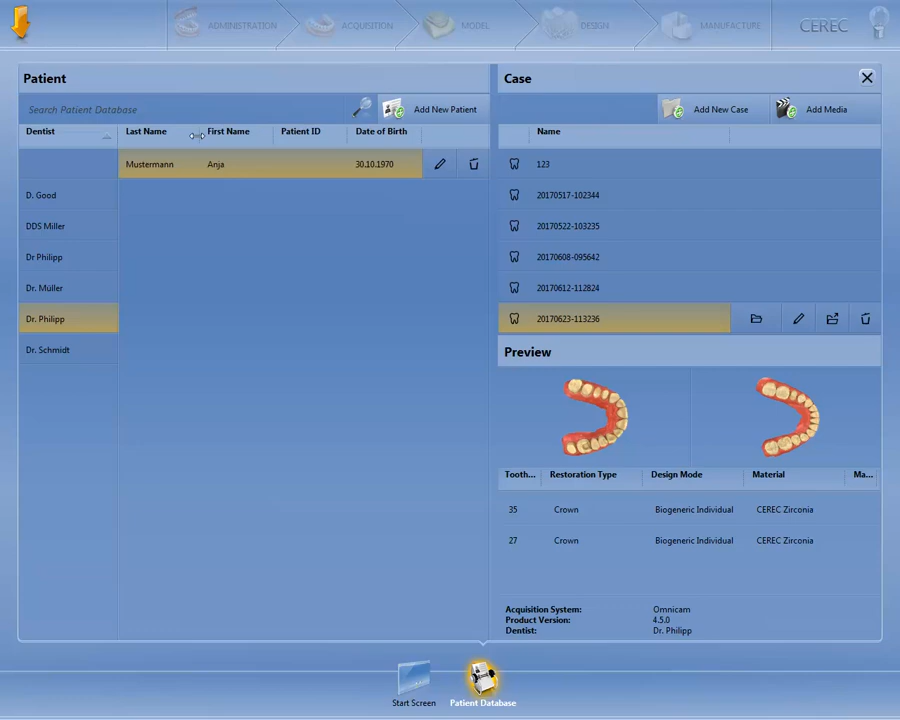 ADMINISTRATION ACQUISITION MODEL DESIGN MANUFACTURE CEREC
Patient
Search Patient Database Add New Patient
Dentist Last Name First Name Patient ID Date of Birth
Mustermann Anja 30.10.1970
D. Good
DDS Miller
Dr Philipp
Dr. Müller
Dr. Philipp
Dr. Schmidt
Case
Add New Case Add Media
Name
123
20170517-102344
20170522-103235
20170608-095642
20170612-112824
20170623-113236
Preview
Tooth... Restoration Type Design Mode Material Ma...
35 Crown Biogeneric Individual CEREC Zirconia
27 Crown Biogeneric Individual CEREC Zirconia
Acquisition System: Omnicam
Product Version: 4.5.0
Dentist: Dr. Philipp
Start Screen Patient Database